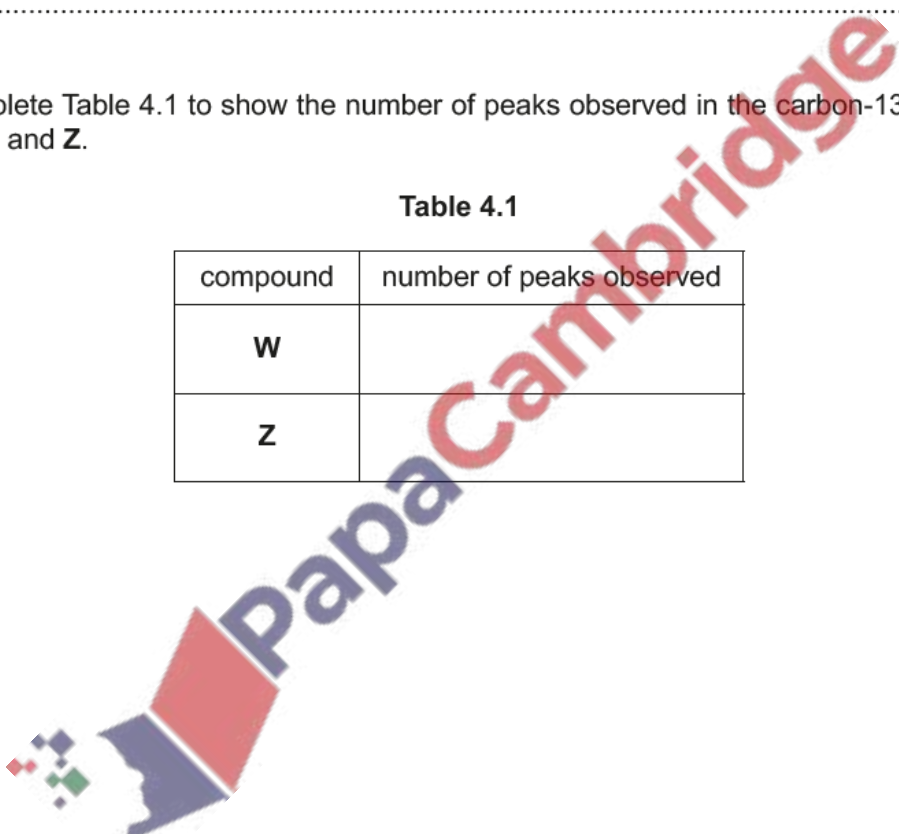 plete Table 4.1 to show the number of peaks observed in the carbon-13
and Z.
Table 4.1
compound number of peaks observed
W
Z
PapaCambridge